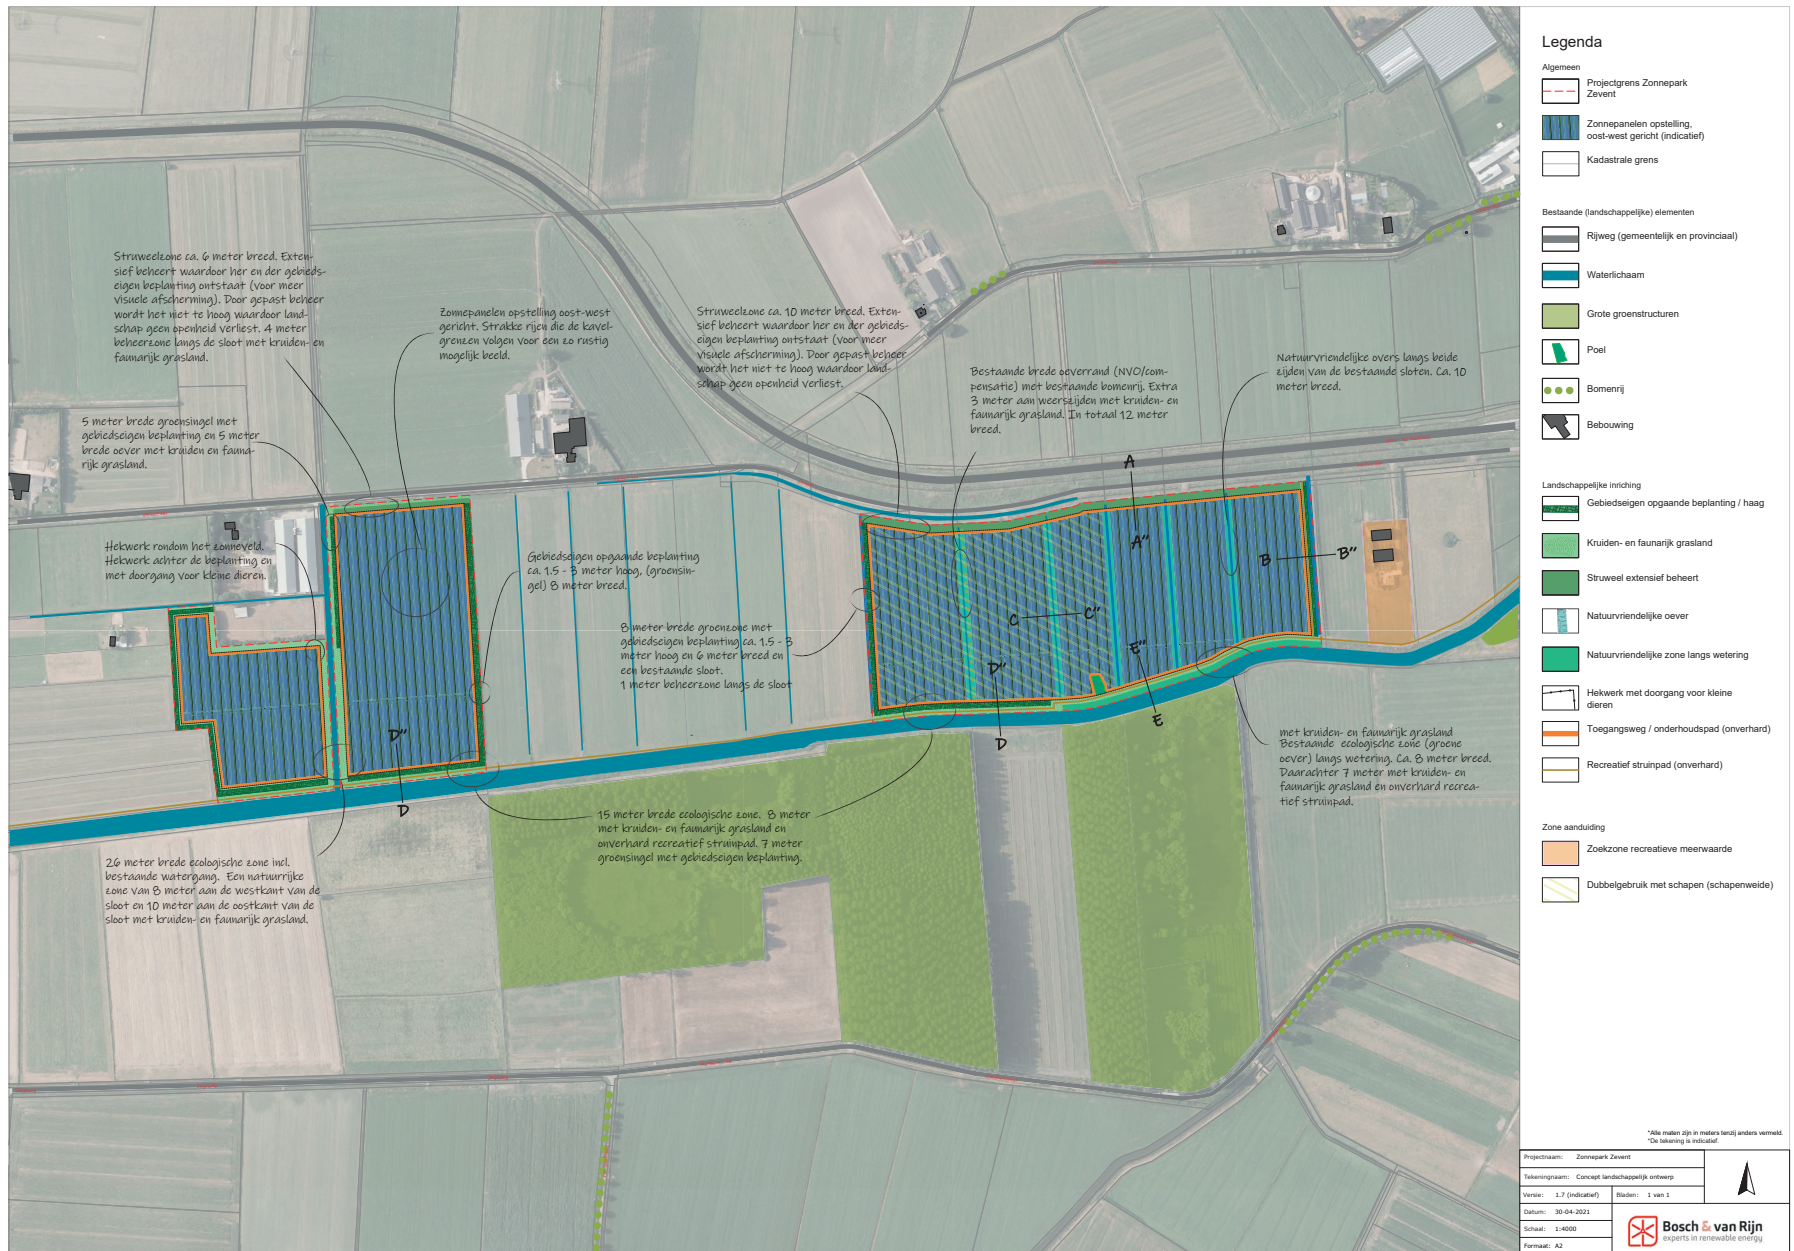 Struweelzone ca. 6 meter breed. Exten-
sief beheert waardoor her en der gebieds-
eigen beplanting ontstaat (voor meer
visuele afscherming). Door gepast beheer
wordt het niet te hoog waardoor land-
schap geen openheid verliest. 4 meter
beheerzone langs de sloot met kruiden- en
faunarijk grasland.
Zonnepanelen opstelling oost-west
gericht. Strakke rijen die de kavel-
grenzen volgen voor een zo rustig
mogelijk beeld.
Struweelzone ca. 10 meter breed. Exten-
sief beheert waardoor her en der gebieds-
eigen beplanting ontstaat (voor meer
visuele afscherming). Door gepast beheer
wordt het niet te hoog waardoor land-
schap geen openheid verliest.
Bestaande brede oeverrand (NVO/com-
pensatie) met bestaande bomenrij. Extra
3 meter aan weerszijden met kruiden- en
faunarijk grasland. In totaal 12 meter
breed.
Natuurvriendelijke overs langs beide
zijden van de bestaande sloten. Ca. 10
meter breed.
5 meter brede groensingel met
gebiedseigen beplanting en 5 meter
brede oever met kruiden en fauna-
rijk grasland.
Hekwerk rondom het zonneveld.
Hekwerk achter de beplanting en
met doorgang voor kleine dieren.
Gebiedseigen opgaande beplanting
ca. 1.5 - 3 meter hoog, (groensin-
gel) 8 meter breed.
8 meter brede groenzone met
gebiedseigen beplanting ca. 1.5 - 3
meter hoog en 6 meter breed en
een bestaande sloot.
1 meter beheerzone langs de sloot
A
A"
B
B"
C
C"
D"
D
E"
E
D"
D
met kruiden- en faunarijk grasland
Bestaande ecologische zone (groene
oever) langs wetering. Ca. 8 meter breed.
Daarachter 7 meter met kruiden- en
faunarijk grasland en onverhard recrea-
tief struinpad.
15 meter brede ecologische zone. 8 meter
met kruiden- en faunarijk grasland en
onverhard recreatief struinpad. 7 meter
groensingel met gebiedseigen beplanting.
26 meter brede ecologische zone incl.
bestaande watergang. Een natuurrijke
zone van 8 meter aan de westkant van de
sloot en 10 meter aan de oostkant van de
sloot met kruiden- en faunarijk grasland.
Legenda
Algemeen
Projectgrens Zonnepark
Zevent
Zonnepanelen opstelling,
oost-west gericht (indicatief)
Kadastrale grens
Bestaande (landschappelijke) elementen
Rijweg (gemeentelijk en provinciaal)
Waterlichaam
Grote groenstructuren
Poel
Bomenrij
Bebouwing
Landschappelijke inriching
Gebiedseigen opgaande beplanting / haag
Kruiden- en faunarijk grasland
Struweel extensief beheert
Natuurvriendelijke oever
Natuurvriendelijke zone langs wetering
Hekwerk met doorgang voor kleine
dieren
Toegangsweg / onderhoudspad (onverhard)
Recreatief struinpad (onverhard)
Zone aanduiding
Zoekzone recreatieve meerwaarde
Dubbelgebruik met schapen (schapenweide)
*Alle maten zijn in meters tenzij anders vermeld.
*De tekening is indicatief.
Projectnaam: Zonnepark Zevent
Tekeningnaam: Concept landschappelijk ontwerp
Versie: 1.7 (indicatief) Bladen: 1 van 1
Datum: 30-04-2021
Schaal: 1:4000
Formaat: A2
Bosch & van Rijn
experts in renewable energy